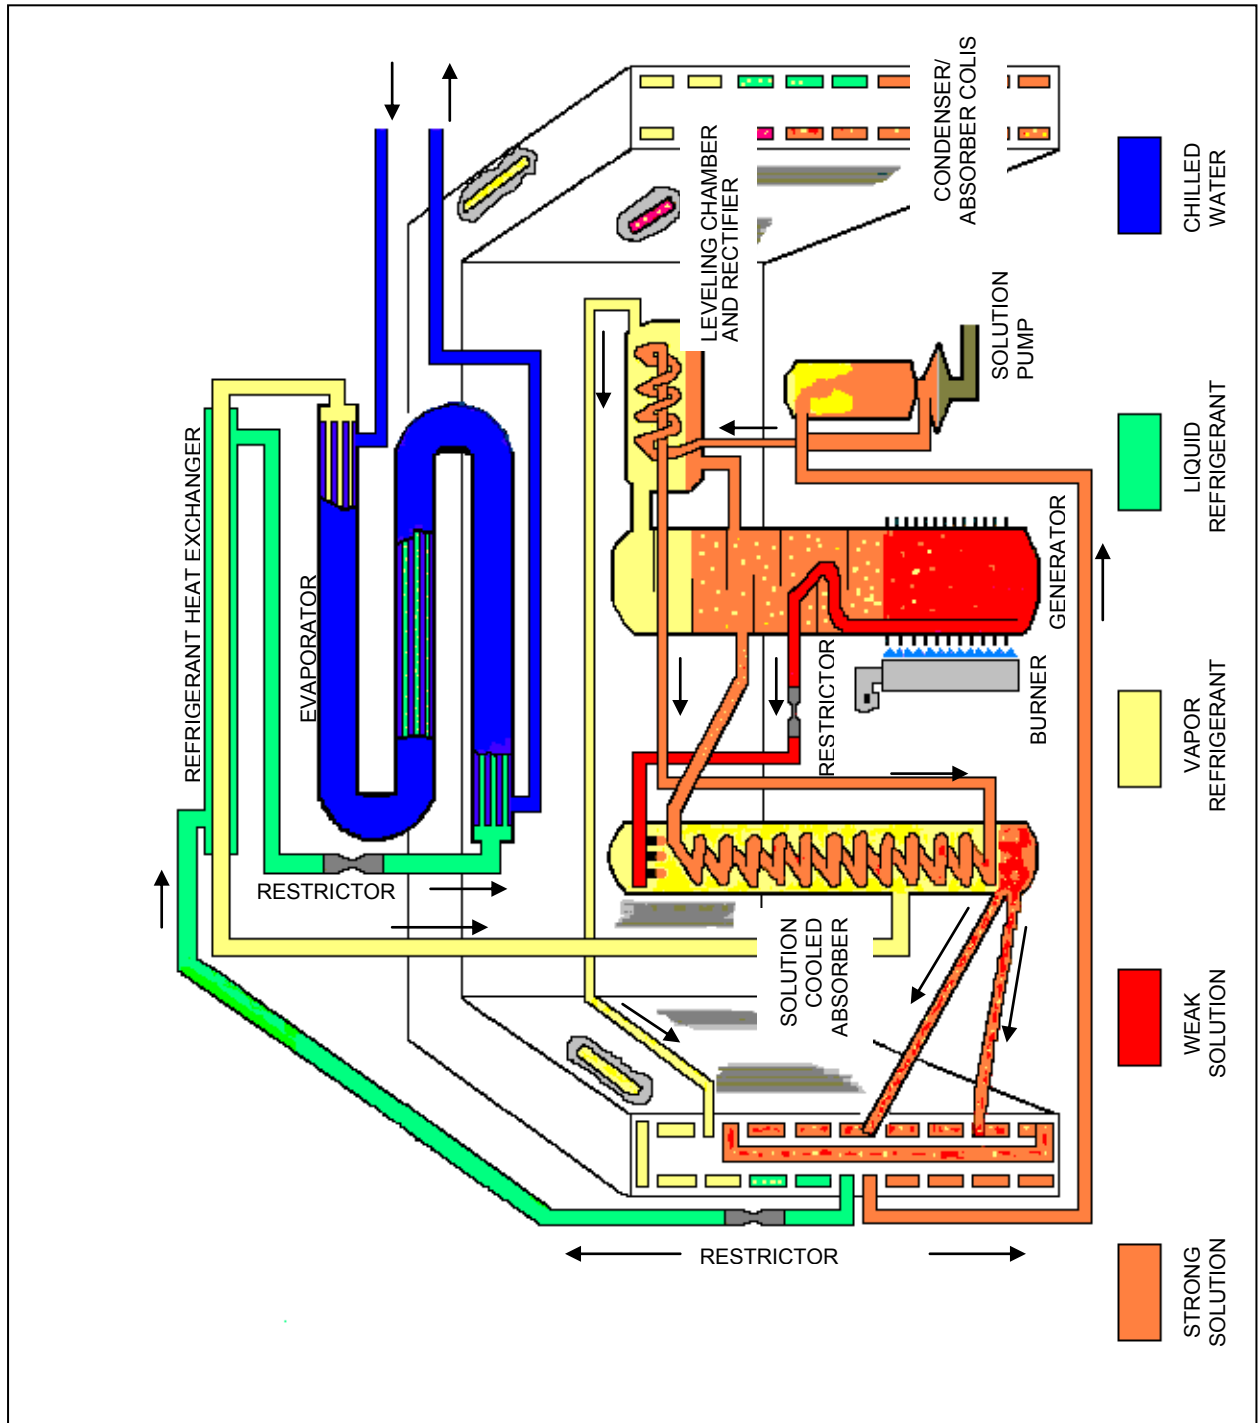 REFRIGERANT HEAT EXCHANGER
EVAPORATOR
RESTRICTOR
LEVELING CHAMBER
AND RECTIFIER
CONDENSER/
ABSORBER COLIS
SOLUTION
PUMP
GENERATOR
BURNER
RESTRICTOR
SOLUTION
COOLED
ABSORBER
RESTRICTOR
STRONG
SOLUTION
WEAK
SOLUTION
VAPOR
REFRIGERANT
LIQUID
REFRIGERANT
CHILLED
WATER